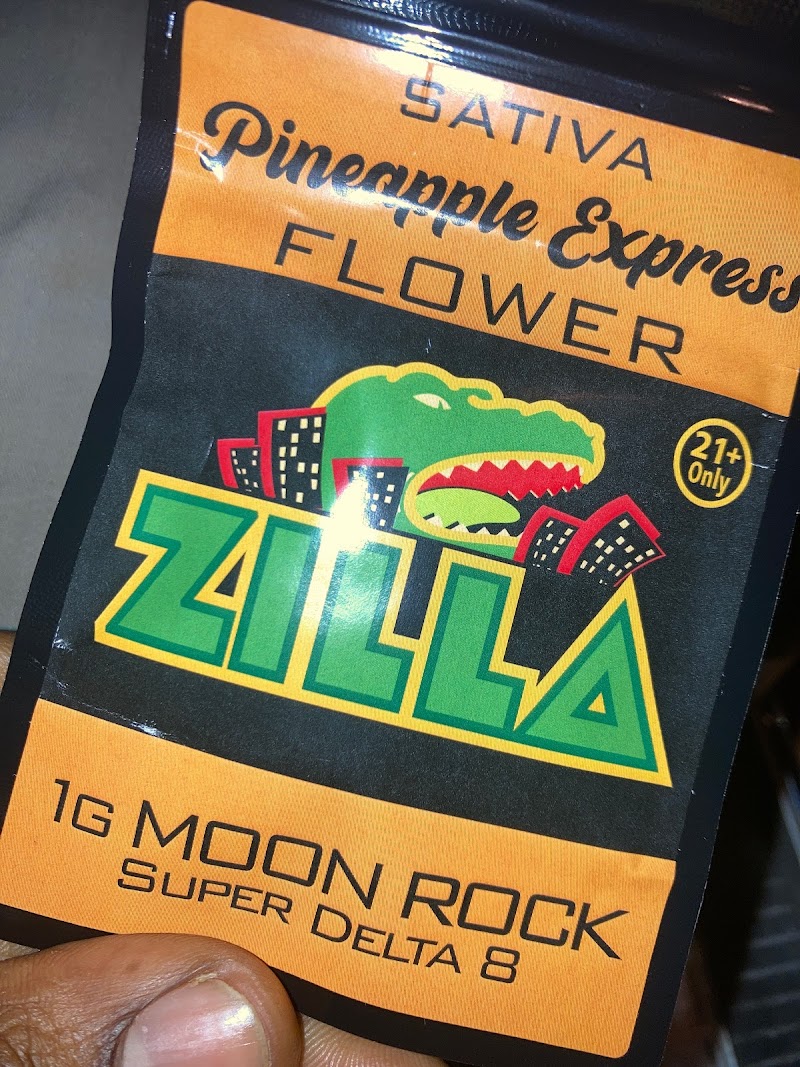 SATIVA
Pineapple Express
FLOWER
21+
Only
ZILLA
1G MOON ROCK
SUPER DELTA 8